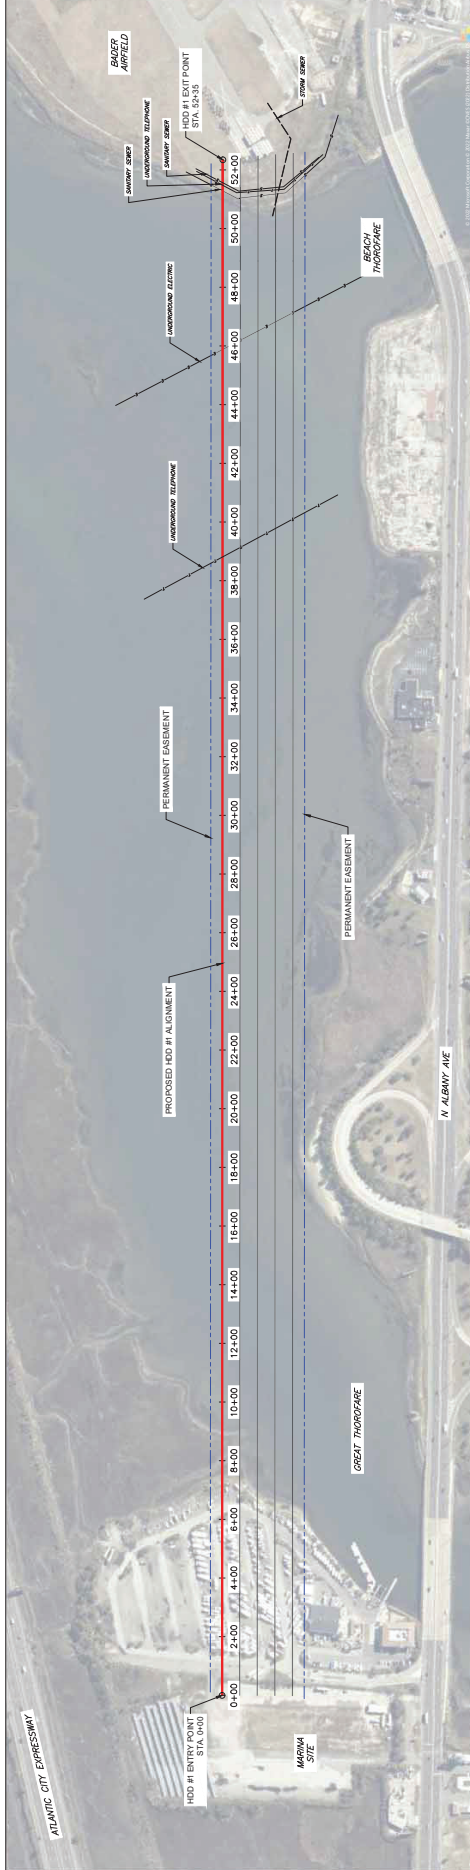 ATLANTIC CITY EXPRESSWAY
HDD #1 ENTRY POINT
STA. 0+00
MARINA
SITE
0+00
2+00
4+00
6+00
8+00
10+00
12+00
14+00
16+00
18+00
20+00
22+00
24+00
26+00
28+00
30+00
32+00
34+00
36+00
38+00
40+00
42+00
44+00
46+00
48+00
50+00
52+00
GREAT THOROFARE
PROPOSED HDD #1 ALIGNMENT
PERMANENT EASEMENT
PERMANENT EASEMENT
N ALBANY AVE
UNDERGROUND TELEPHONE
UNDERGROUND ELECTRIC
BEACH
THOROFARE
SANITARY SEWER
UNDERGROUND TELEPHONE
SANITARY SEWER
HDD #1 EXIT POINT
STA. 52+35
STORM SEWER
BADER
AIRFIELD